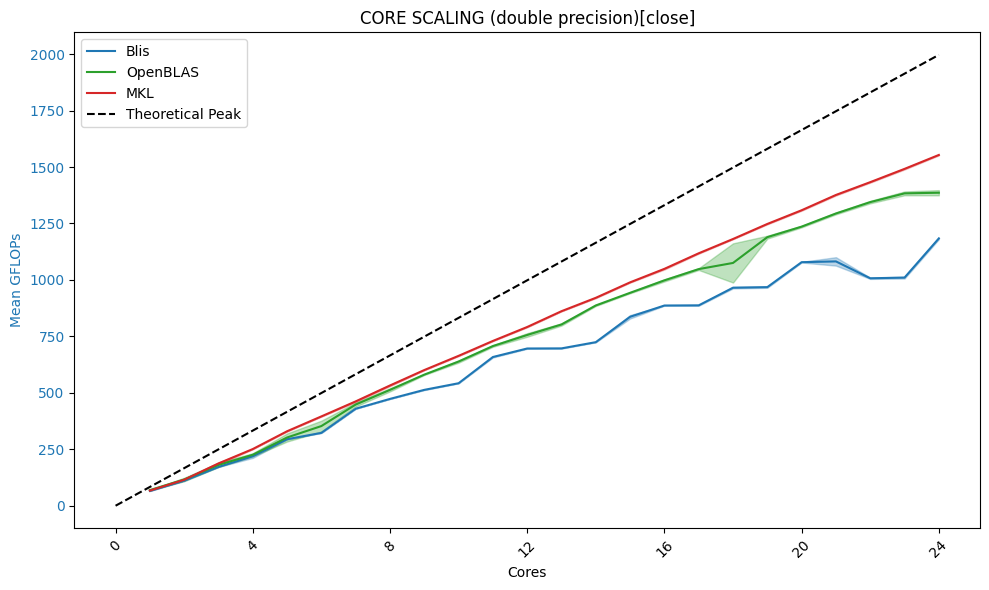 CORE SCALING (double precision)[close]
Blis
OpenBLAS
MKL
Theoretical Peak
Mean GFLOPs
2000
1750
1500
1250
1000
750
500
250
0
0
4
8
12
16
20
24
Cores